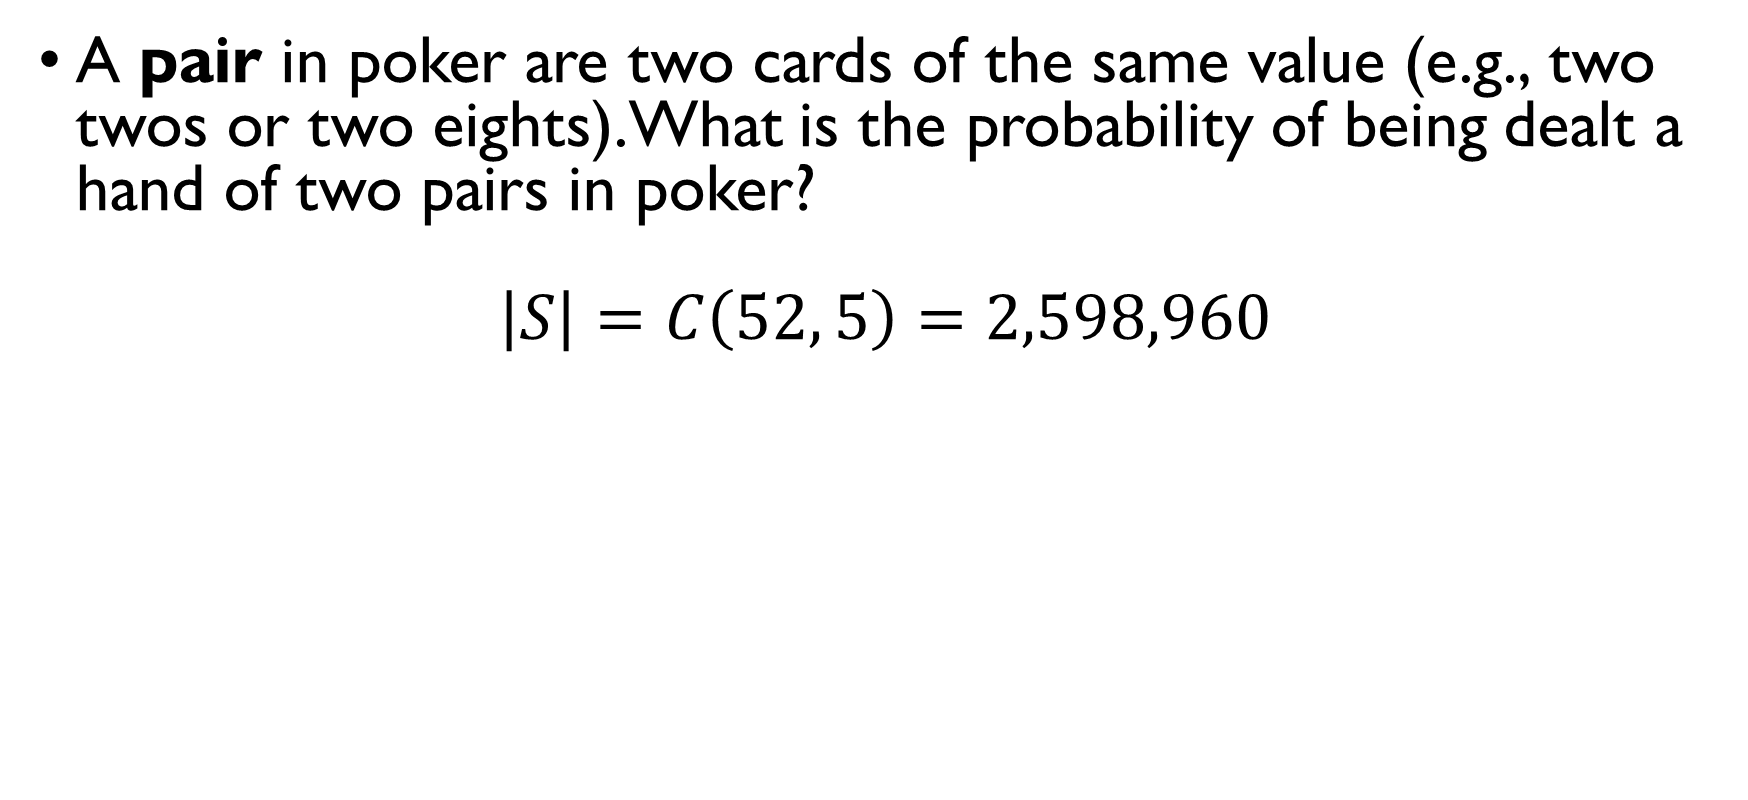 • A pair in poker are two cards of the same value (e.g., two
twos or two eights). What is the probability of being dealt a
hand of two pairs in poker?
|S| = C(52, 5) = 2,598,960